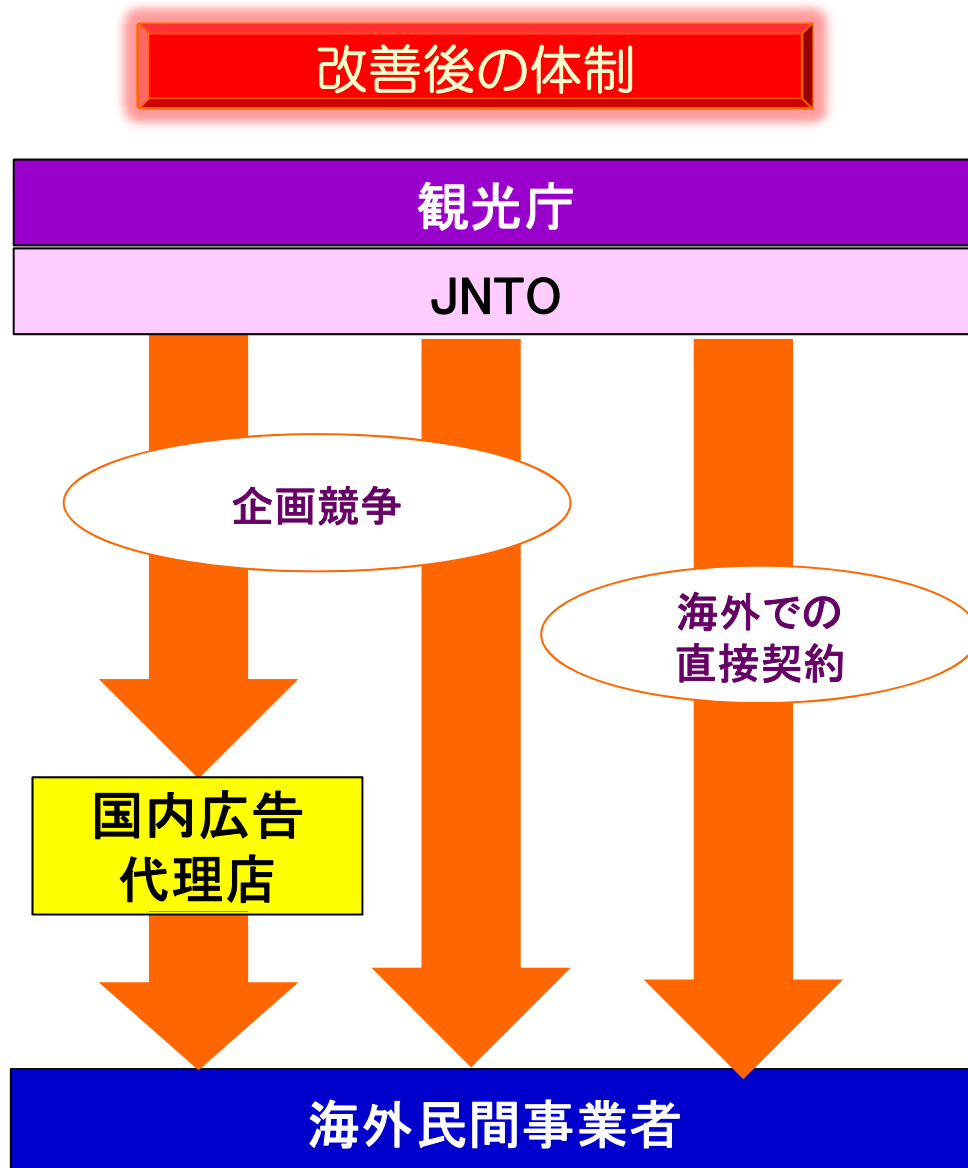 改善後の体制
観光庁
JNTO
企画競争
海外での
直接契約
国内広告
代理店
海外民間事業者